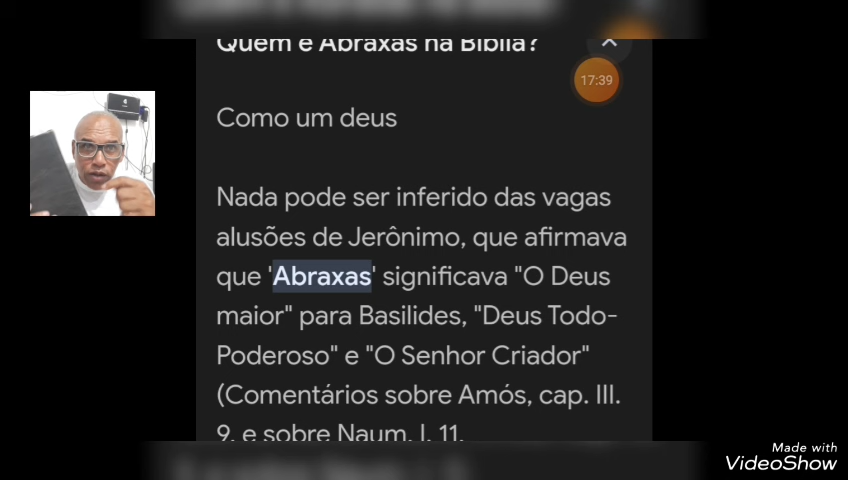 Quem é Abraxas na Bíblia?
17:39
Como um deus
Nada pode ser inferido das vagas
alusões de Jerônimo, que afirmava
que 'Abraxas' significava "O Deus
maior" para Basilides, "Deus Todo-
Poderoso" e "O Senhor Criador"
(Comentários sobre Amós, cap. III.
9, e sobre Naum, I. 11,
Made with
VideoShow